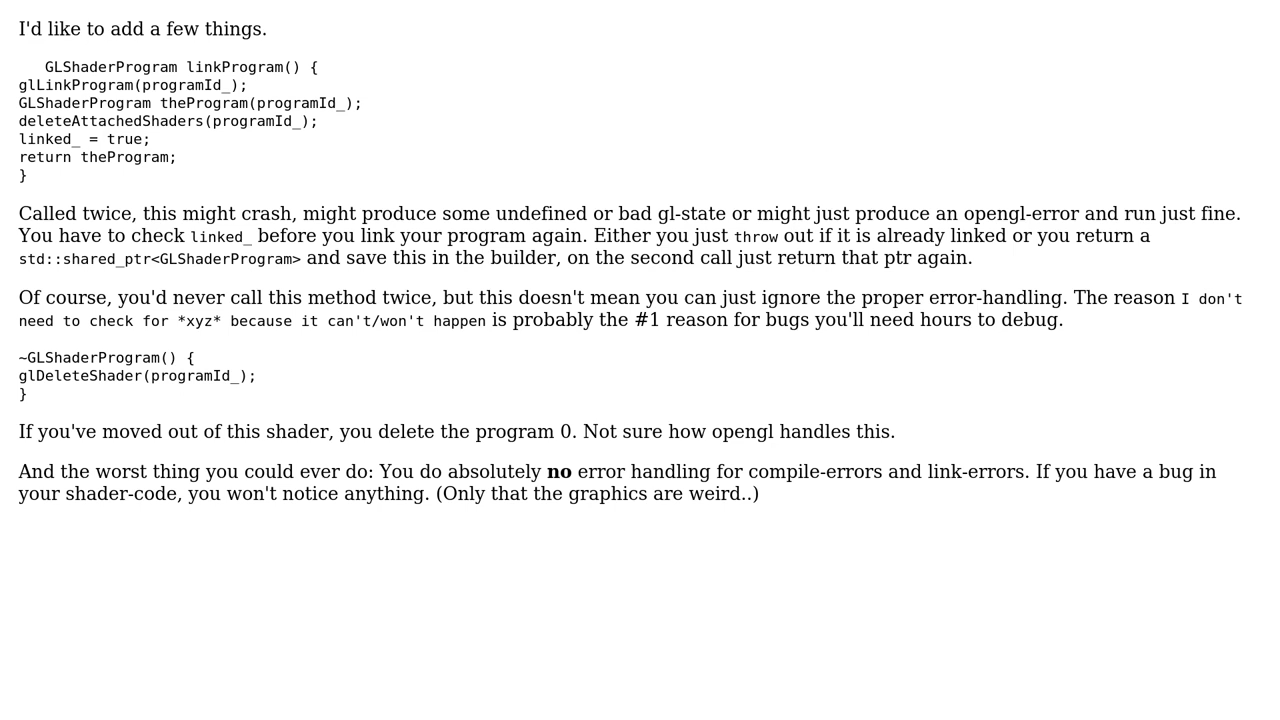 I'd like to add a few things.
GLShaderProgram linkProgram() {
glLinkProgram(programId_);
GLShaderProgram theProgram(programId_);
deleteAttachedShaders(programId_);
linked_ = true;
return theProgram;
}
Called twice, this might crash, might produce some undefined or bad gl-state or might just produce an opengl-error and run just fine.
You have to check linked_ before you link your program again. Either you just throw out if it is already linked or you return a
std::shared_ptr<GLShaderProgram> and save this in the builder, on the second call just return that ptr again.
Of course, you'd never call this method twice, but this doesn't mean you can just ignore the proper error-handling. The reason I don't
need to check for *xyz* because it can't/won't happen is probably the #1 reason for bugs you'll need hours to debug.
~GLShaderProgram() {
glDeleteShader(programId_);
}
If you've moved out of this shader, you delete the program 0. Not sure how opengl handles this.
And the worst thing you could ever do: You do absolutely no error handling for compile-errors and link-errors. If you have a bug in
your shader-code, you won't notice anything. (Only that the graphics are weird..)